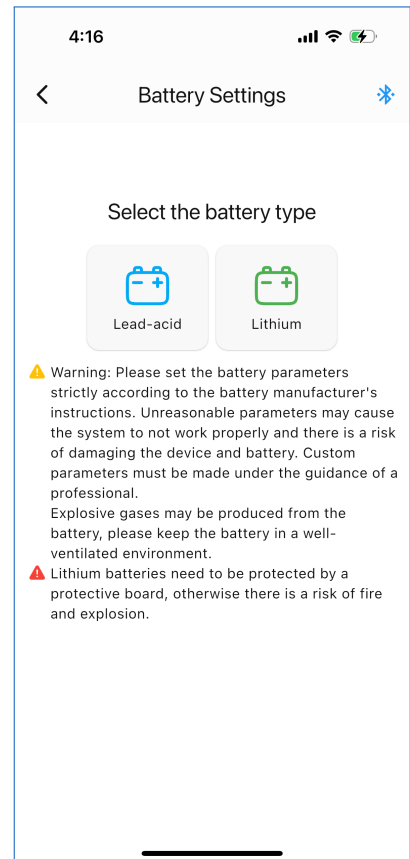 4:16
Battery Settings
Select the battery type
Lead-acid
Lithium
Warning: Please set the battery parameters
strictly according to the battery manufacturer's
instructions. Unreasonable parameters may cause
the system to not work properly and there is a risk
of damaging the device and battery. Custom
parameters must be made under the guidance of a
professional.
Explosive gases may be produced from the
battery, please keep the battery in a well-
ventilated environment.
Lithium batteries need to be protected by a
protective board, otherwise there is a risk of fire
and explosion.